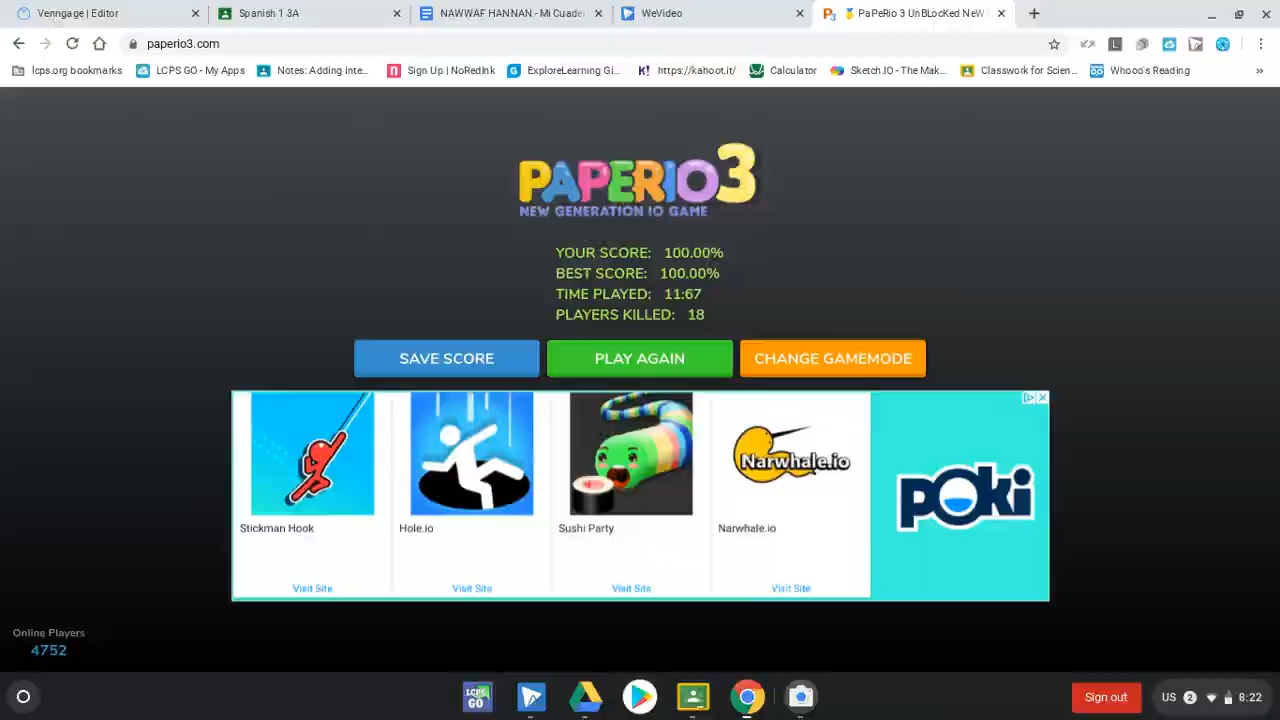 Venngage | Editor
Spanish 1 3A
NAWWAF HANNAN - Mi Cuade
WeVideo
PaPeRio 3 UnBLocKed NeW
paperio3.com
lcps.org bookmarks
LCPS GO - My Apps
Notes: Adding Inte...
Sign Up | NoRedInk
ExploreLearning Gi...
K! https://kahoot.it/
Calculator
Sketch.IO - The Mak...
Classwork for Scien...
Whooo's Reading
»
PAPERIO3
NEW GENERATION IO GAME
YOUR SCORE: 100.00%
BEST SCORE: 100.00%
TIME PLAYED: 11:67
PLAYERS KILLED: 18
SAVE SCORE
PLAY AGAIN
CHANGE GAMEMODE
Narwhale.io
POKi
Stickman Hook
Hole.io
Sushi Party
Narwhale.io
Visit Site
Visit Site
Visit Site
Visit Site
Online Players
4752
LCPS GO
Sign out
US 2 8:22